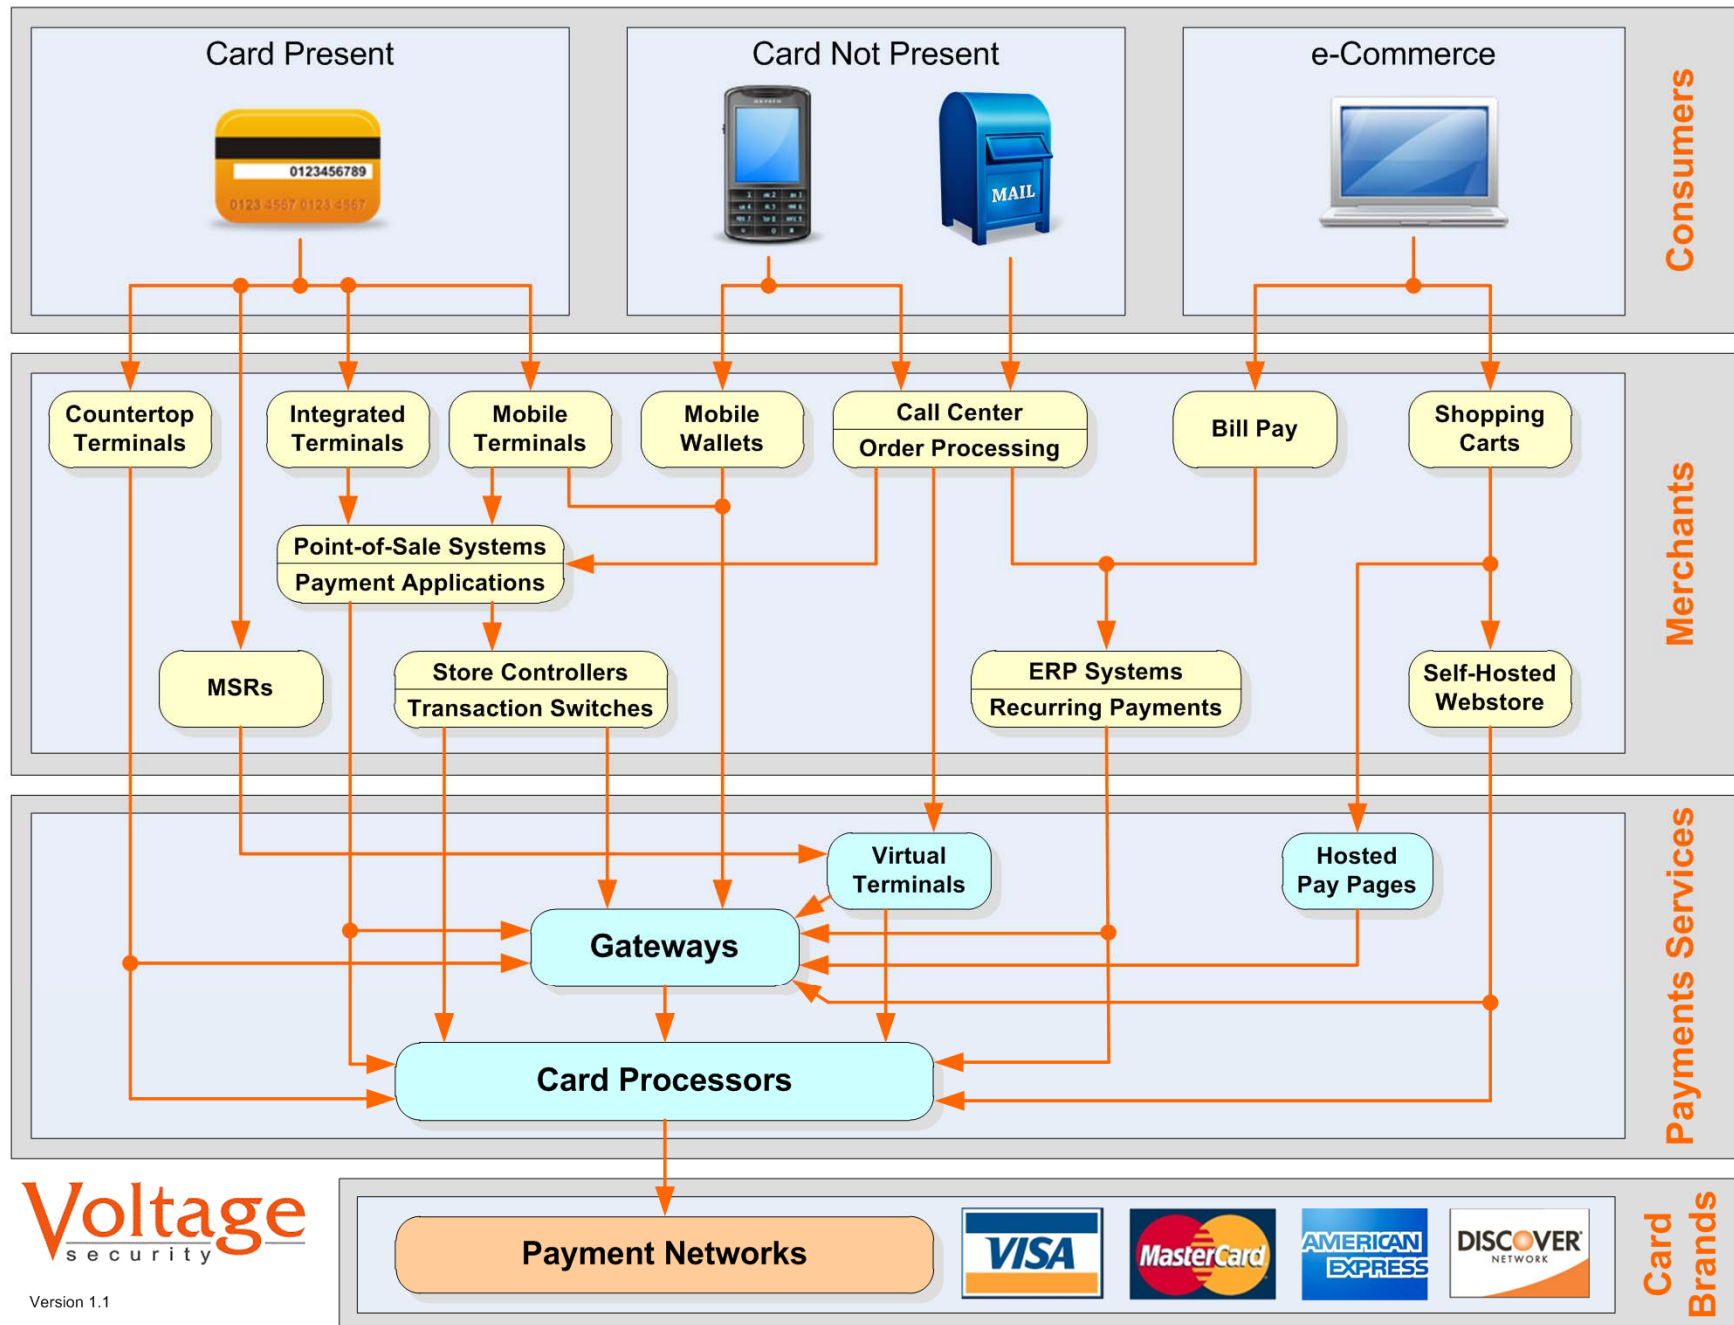 Card Present
Card Not Present
e-Commerce
Consumers
0123456789
0123 4567 0123 4567
MAIL
Merchants
Countertop
Terminals
Integrated
Terminals
Mobile
Terminals
Mobile
Wallets
Call Center
Order Processing
Bill Pay
Shopping
Carts
Point-of-Sale Systems
Payment Applications
MSRs
Store Controllers
Transaction Switches
ERP Systems
Recurring Payments
Self-Hosted
Webstore
Payments Services
Virtual
Terminals
Hosted
Pay Pages
Gateways
Card Processors
Voltage
security
Version 1.1
Payment Networks
VISA
MasterCard
AMERICAN
EXPRESS
DISCOVER
NETWORK
Card
Brands